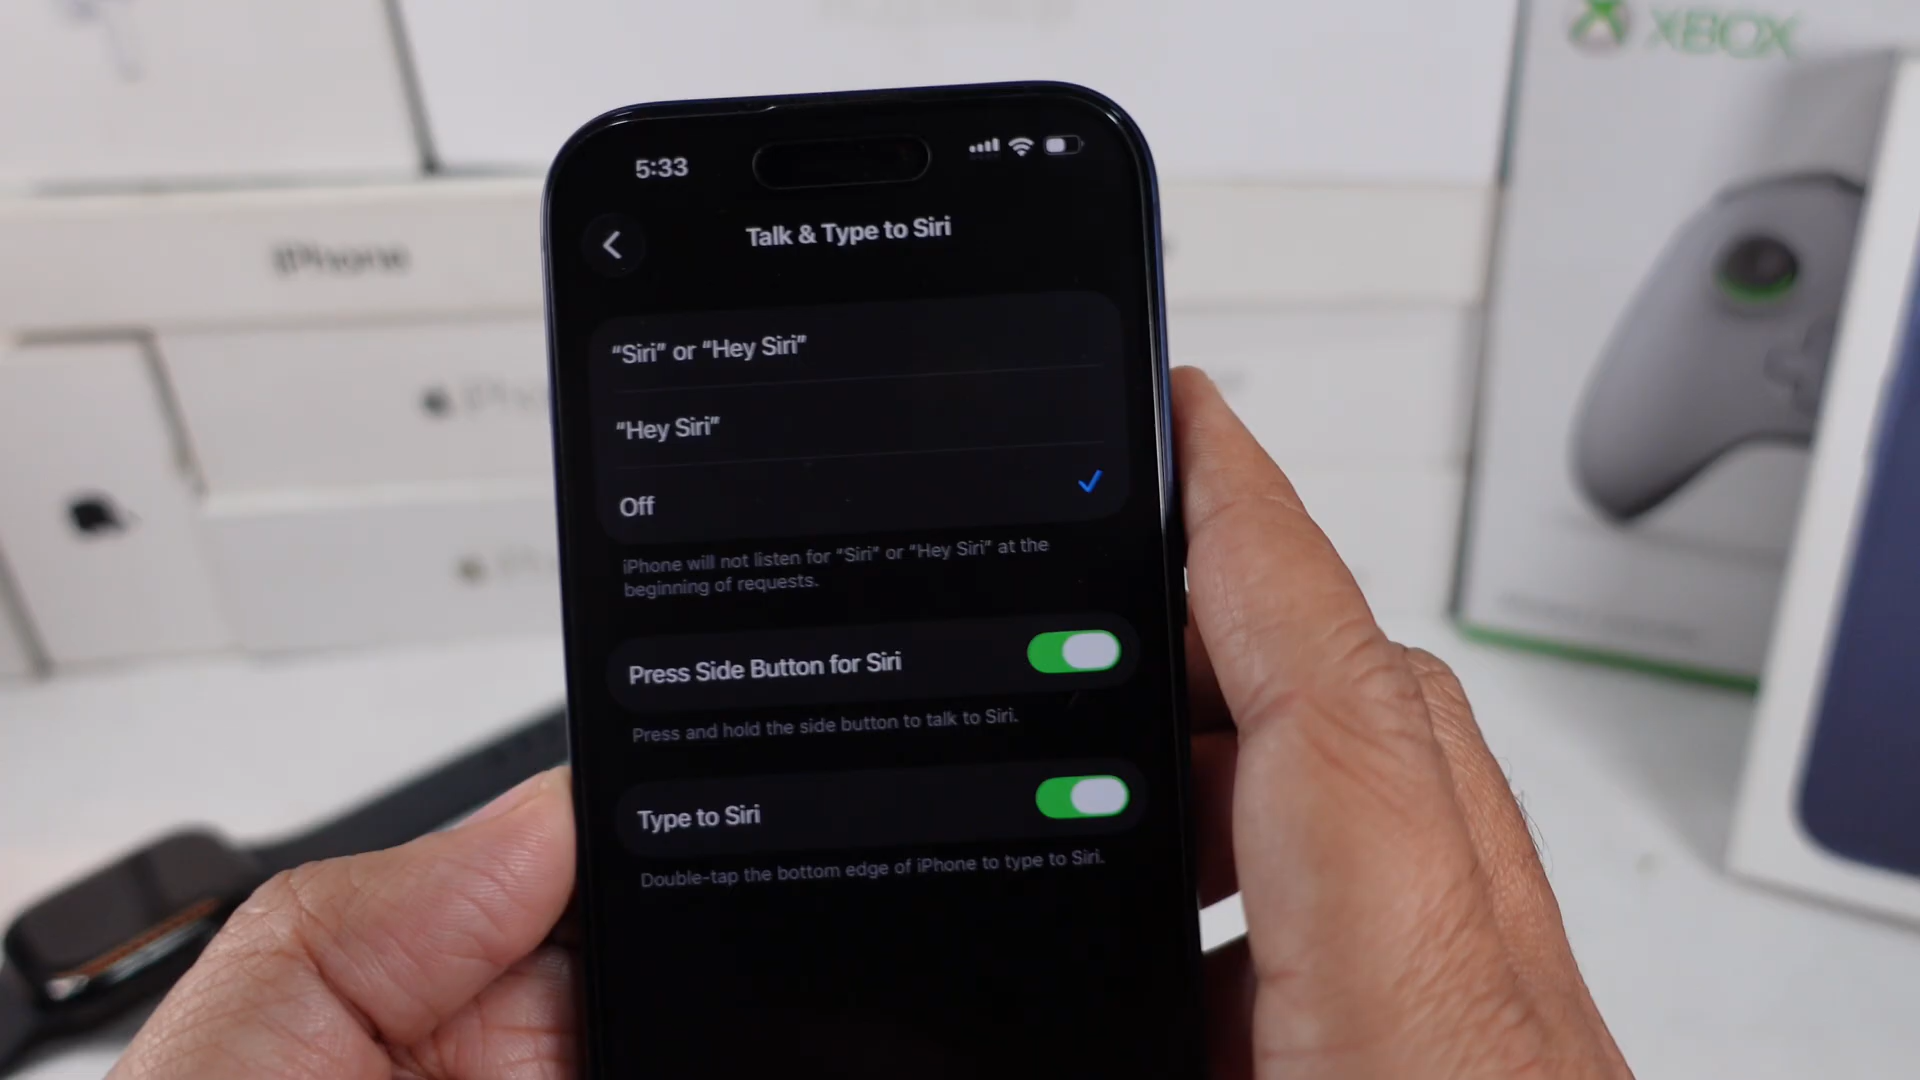 XBOX
5:33
Talk & Type to Siri
iPhone
"Siri" or "Hey Siri"
"Hey Siri"
Off
iPhone will not listen for "Siri" or "Hey Siri" at the
beginning of requests.
Press Side Button for Siri
Press and hold the side button to talk to Siri.
Type to Siri
Double-tap the bottom edge of iPhone to type to Siri.